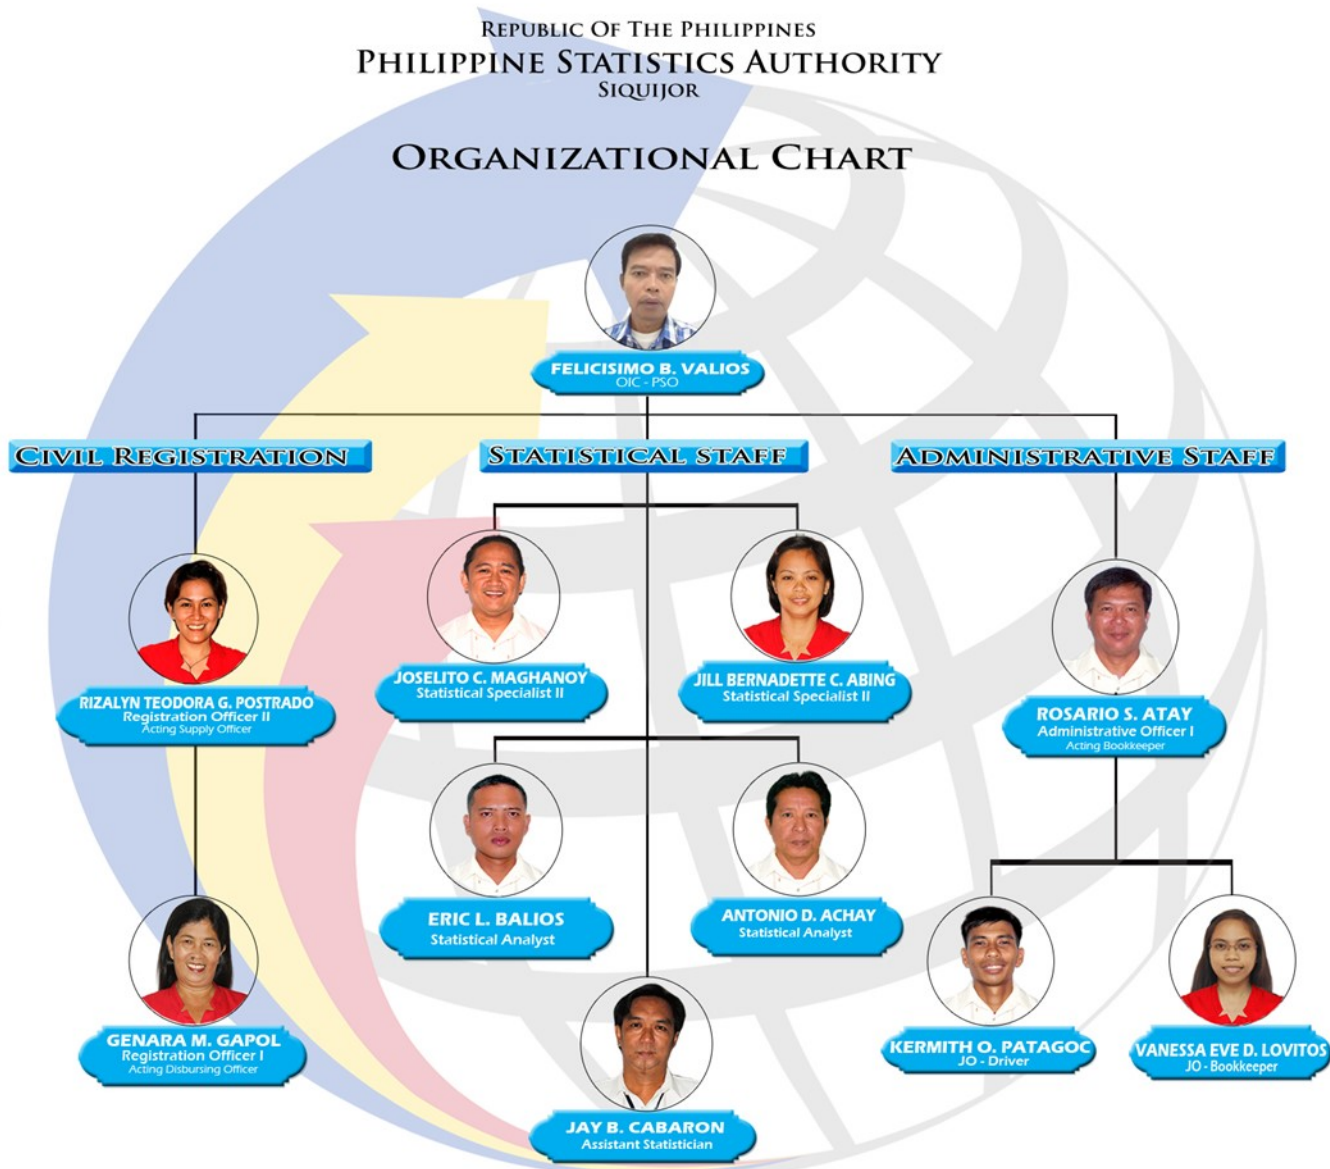 REPUBLIC OF THE PHILIPPINES
PHILIPPINE STATISTICS AUTHORITY
SIQUIJOR
ORGANIZATIONAL CHART
FELICISIMO B. VALIOS
OIC - PSO
CIVIL REGISTRATION
STATISTICAL STAFF
ADMINISTRATIVE STAFF
RIZALYN TEODORA G. POSTRADO
Registration Officer II
Acting Supply Officer
JOSELITO C. MAGHANOY
Statistical Specialist II
JILL BERNADETTE C. ABING
Statistical Specialist II
ROSARIO S. ATAY
Administrative Officer I
Acting Bookkeeper
ERIC L. BALIOS
Statistical Analyst
ANTONIO D. ACHAY
Statistical Analyst
GENARA M. GAPOL
Registration Officer I
Acting Disbursing Officer
KERMITH O. PATAGOC
JO - Driver
VANESSA EVE D. LOVITOS
JO - Bookkeeper
JAY B. CABARON
Assistant Statistician